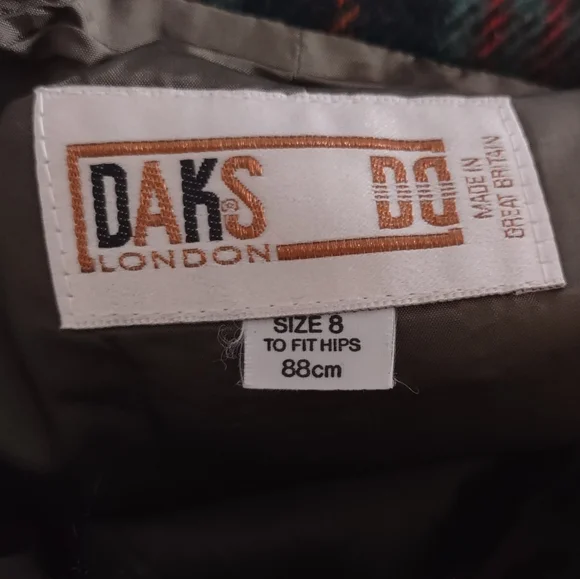 DAKS®
LONDON
DD
MADE IN
GREAT BRITAIN
SIZE 8
TO FIT HIPS
88cm